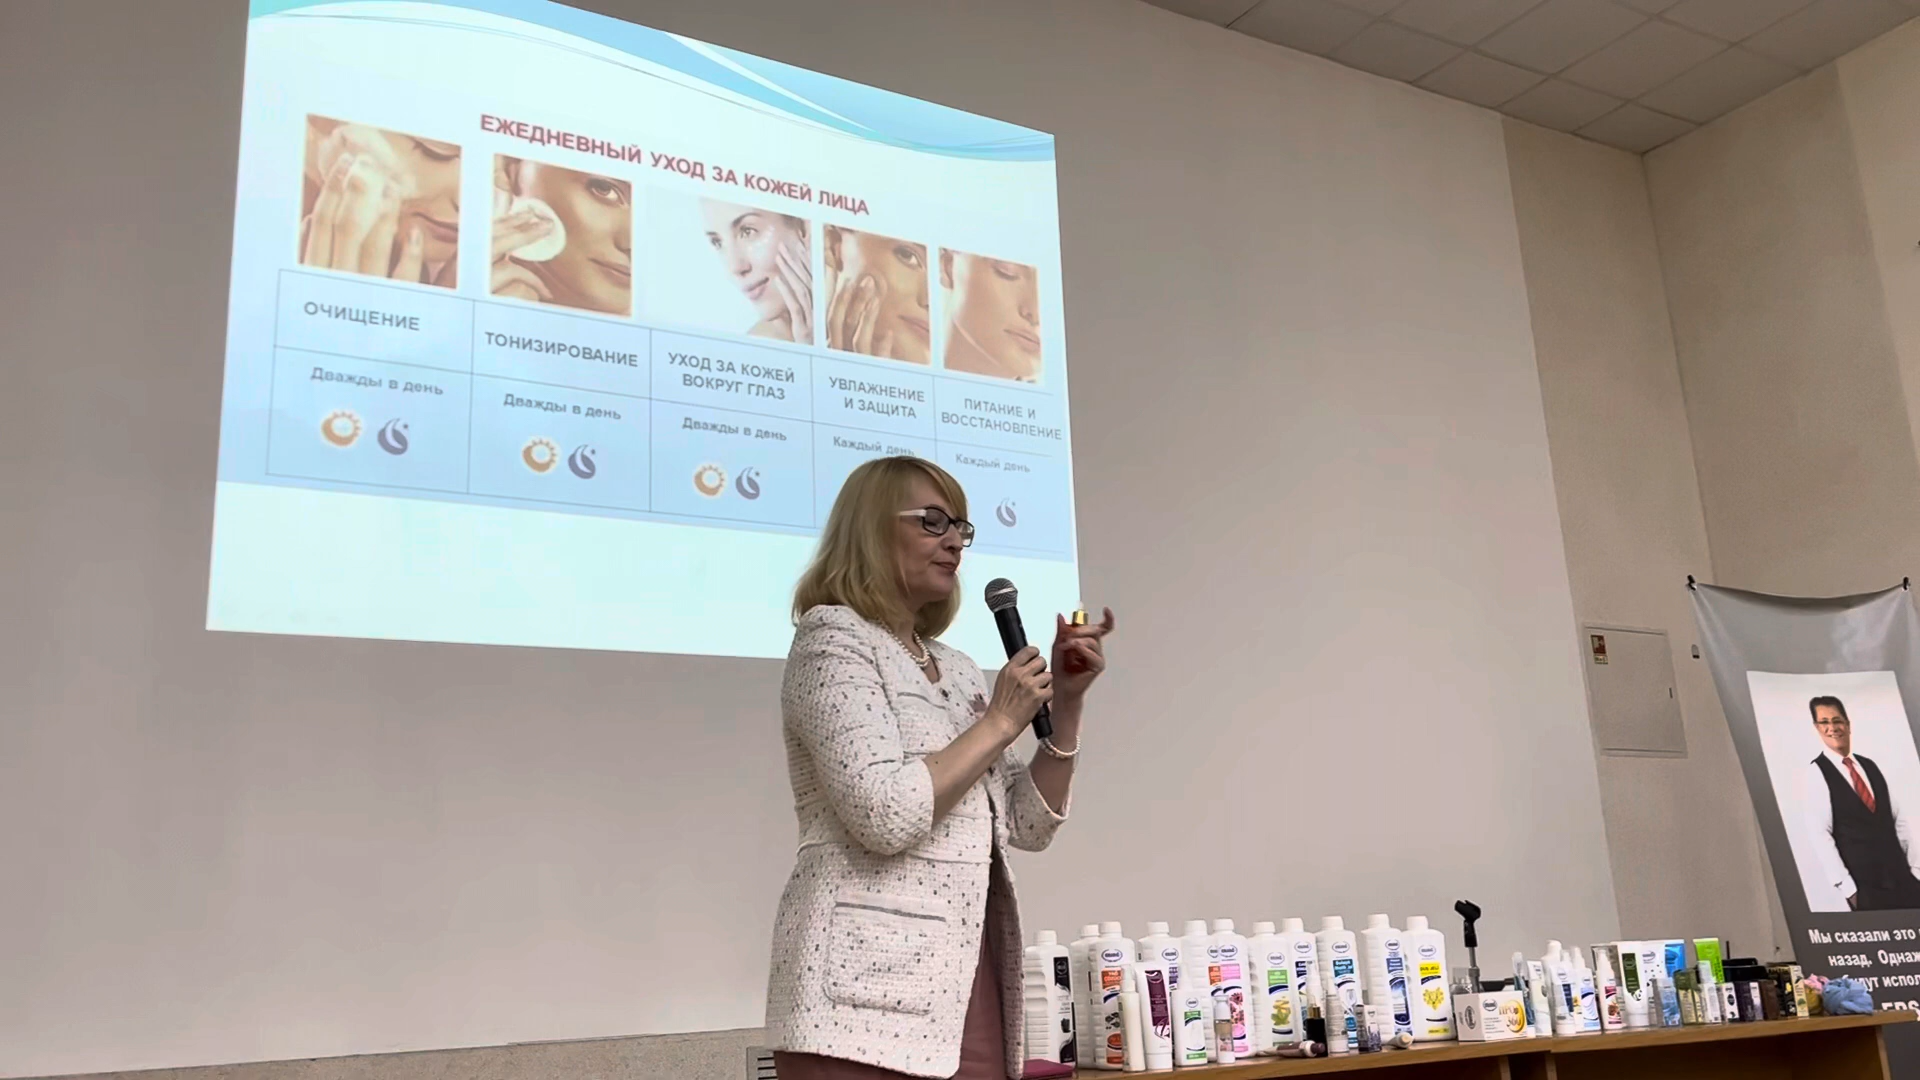 ЕЖЕДНЕВНЫЙ УХОД ЗА КОЖЕЙ ЛИЦА
ОЧИЩЕНИЕ
Дважды в день
ТОНИЗИРОВАНИЕ
Дважды в день
УХОД ЗА КОЖЕЙ
ВОКРУГ ГЛАЗ
Дважды в день
УВЛАЖНЕНИЕ
И ЗАЩИТА
Каждый день
ПИТАНИЕ И
ВОССТАНОВЛЕНИЕ
Каждый день
Мы сказали это
назад.